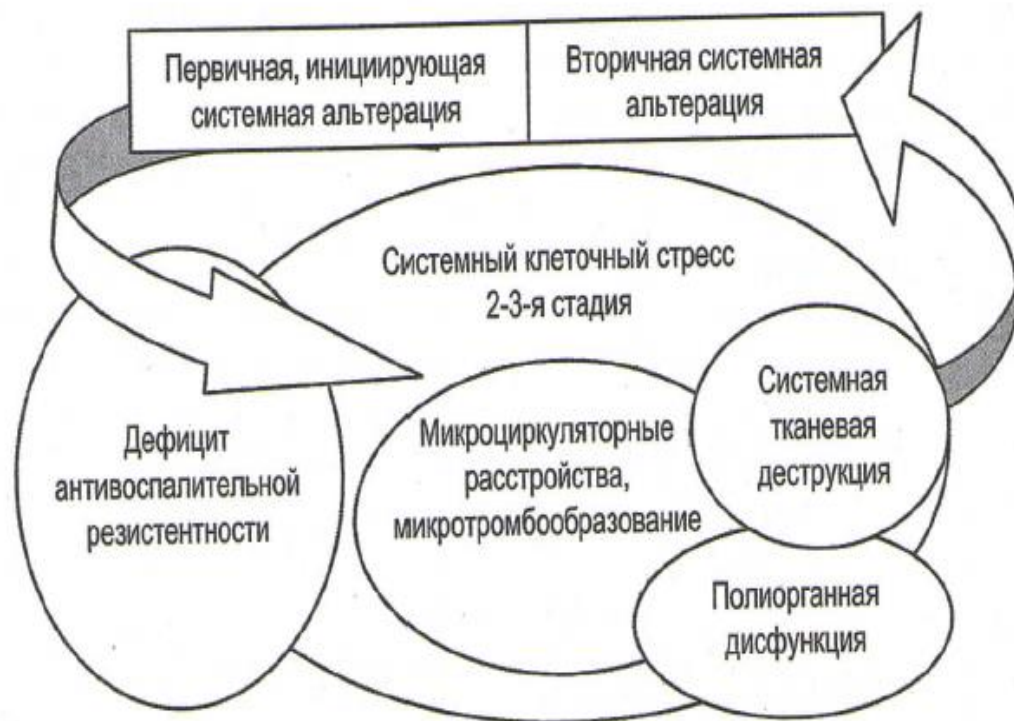 Первичная, инициирующая
системная альтерация
Вторичная системная
альтерация
Системный клеточный стресс
2-3-я стадия
Дефицит
антивоспалительной
резистентности
Микроциркуляторные
расстройства,
микротромбообразование
Системная
тканевая
деструкция
Полиорганная
дисфункция